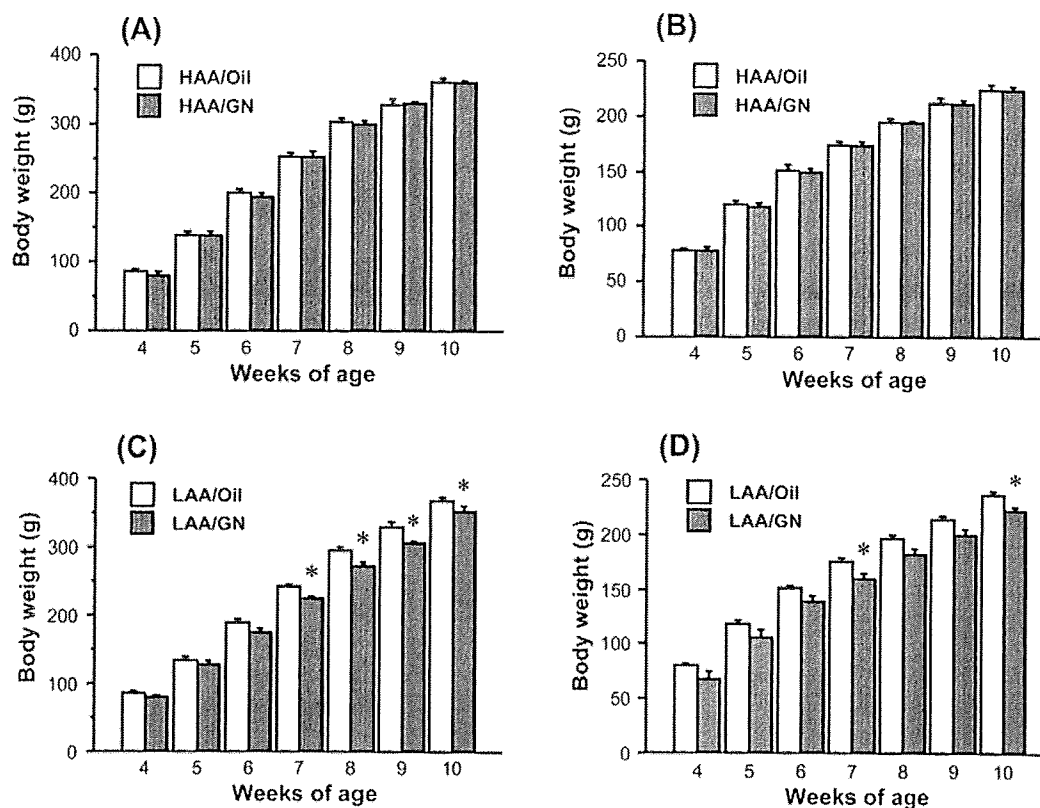 (A)
400
300
200
100
0
Body weight (g)
HAA/Oil
HAA/GN
4 5 6 7 8 9 10
Weeks of age
(B)
250
200
150
100
50
0
Body weight (g)
HAA/Oil
HAA/GN
4 5 6 7 8 9 10
Weeks of age
(C)
400
300
200
100
0
Body weight (g)
LAA/Oil
LAA/GN
* * * *
4 5 6 7 8 9 10
Weeks of age
(D)
250
200
150
100
50
0
Body weight (g)
LAA/Oil
LAA/GN
* *
4 5 6 7 8 9 10
Weeks of age